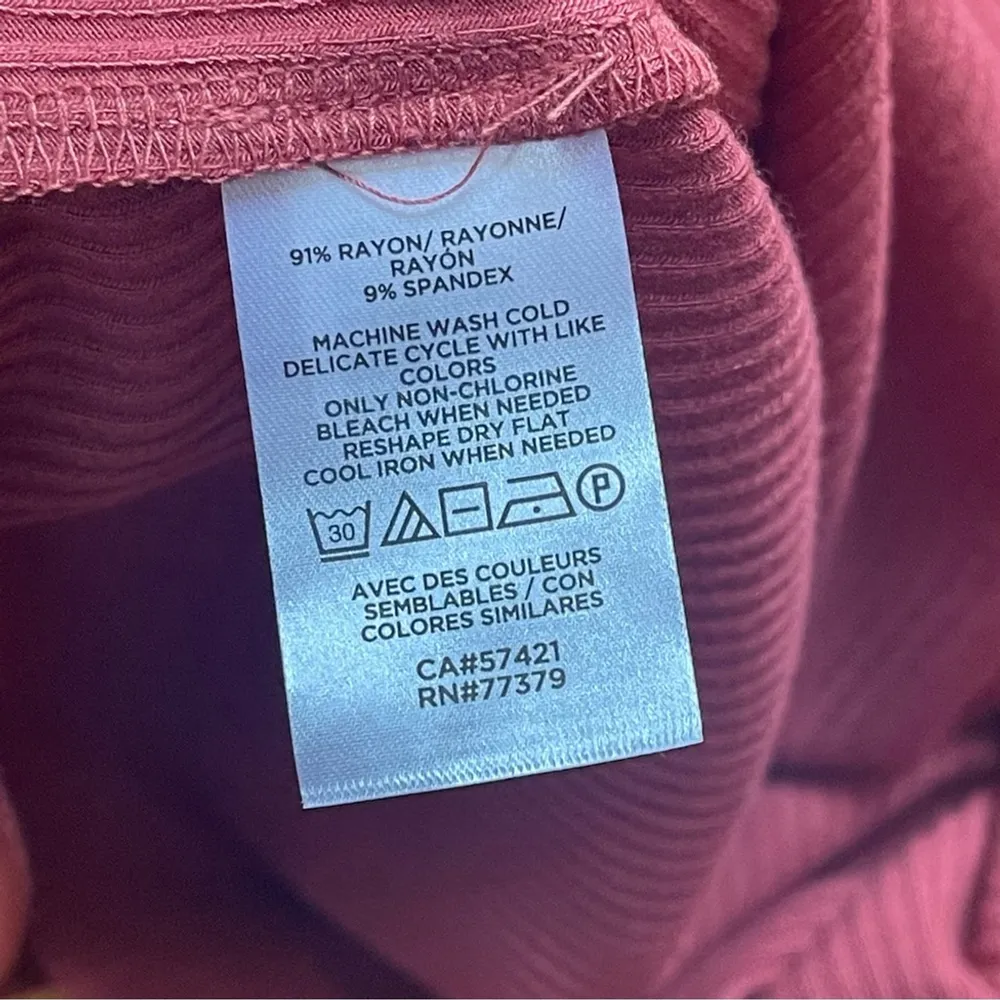 91% RAYON/ RAYONNE/
RAYÓN
9% SPANDEX
MACHINE WASH COLD
DELICATE CYCLE WITH LIKE
COLORS
ONLY NON-CHLORINE
BLEACH WHEN NEEDED
RESHAPE DRY FLAT
COOL IRON WHEN NEEDED
30 P
AVEC DES COULEURS
SEMBLABLES / CON
COLORES SIMILARES
CA#57421
RN#77379